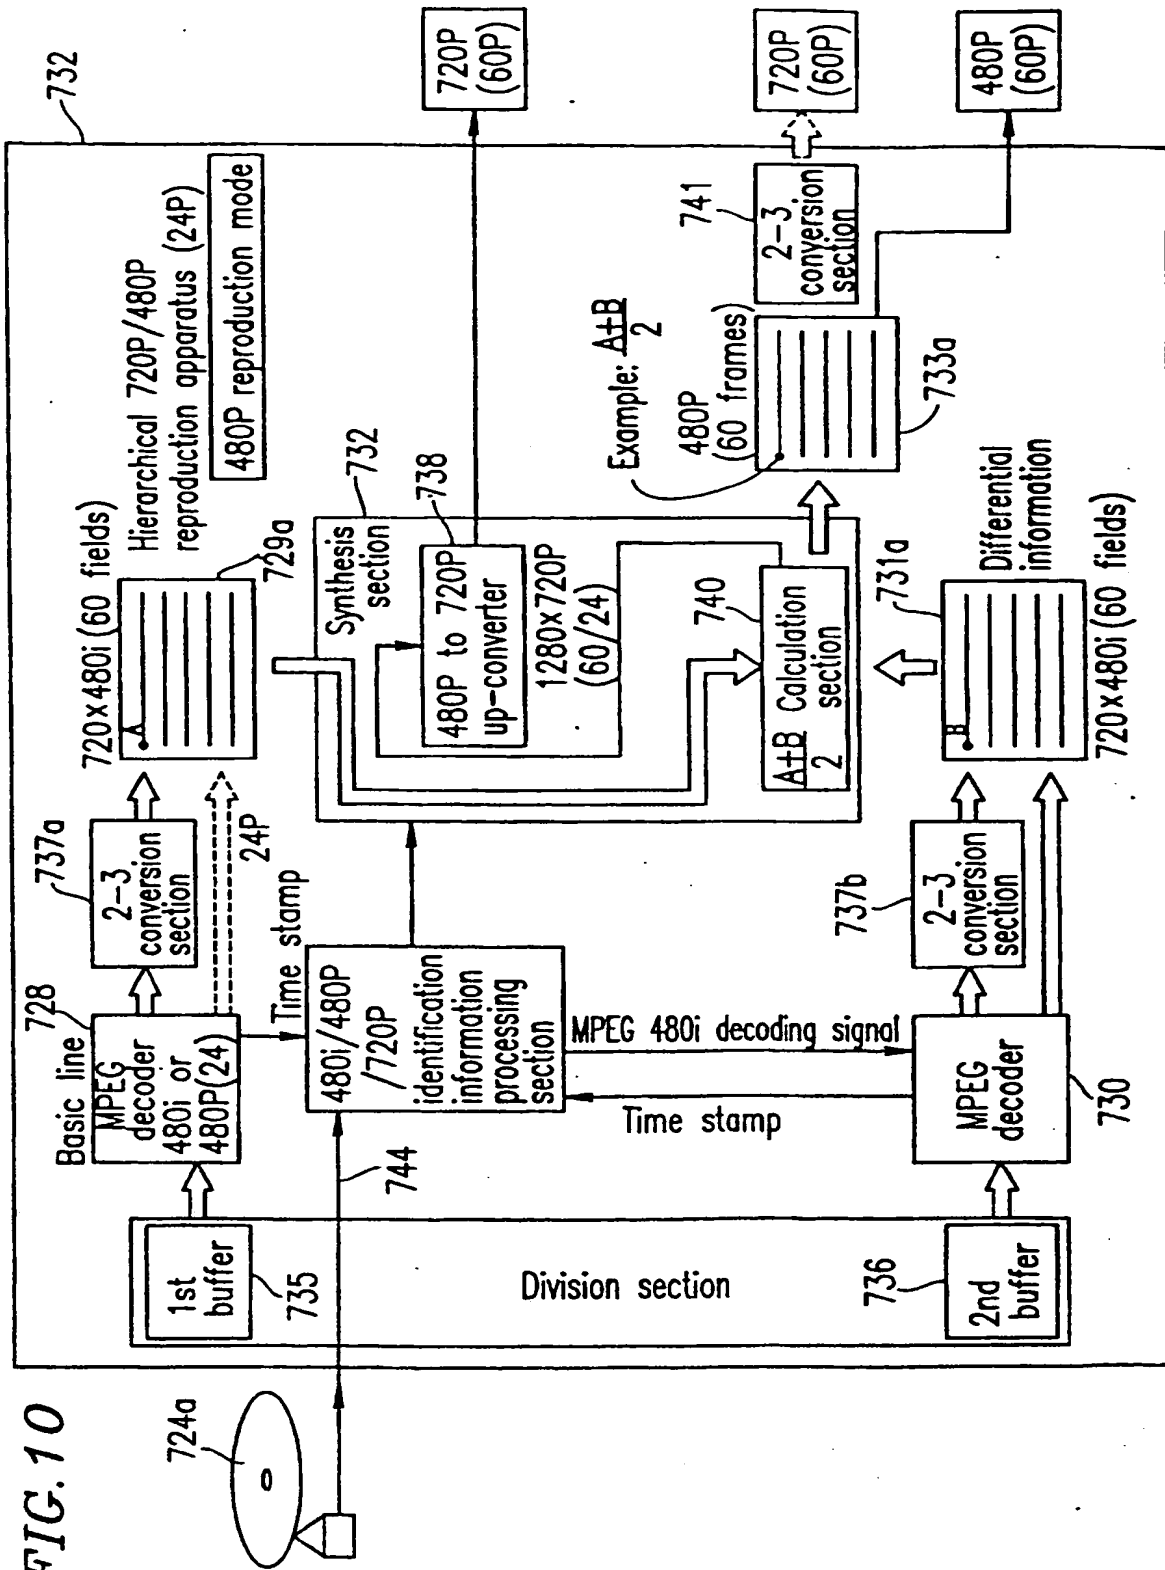 FIG. 10
724a
744
732
Hierarchical 720P/480P
reproduction apparatus (24P)
480P reproduction mode
1st
buffer
735
Division section
736
2nd
buffer
Basic line
728
MPEG
decoder
480i or
480P(24)
737a
2-3
conversion
section
24P
Time stamp
720x480i(60 fields)
A
729a
480i/480P
/720P
identification
information
processing
section
MPEG 480i decoding signal
Time stamp
MPEG
decoder
730
737b
2-3
conversion
section
Synthesis
section
732
738
480P to 720P
up-converter
1280x720P
(60/24)
740
A+B
2
Calculation
section
731a
B
Differential
information
720x480i(60 fields)
Example: A+B
2
480P
(60 frames)
733a
741
2-3
conversion
section
720P
(60P)
720P
(60P)
480P
(60P)